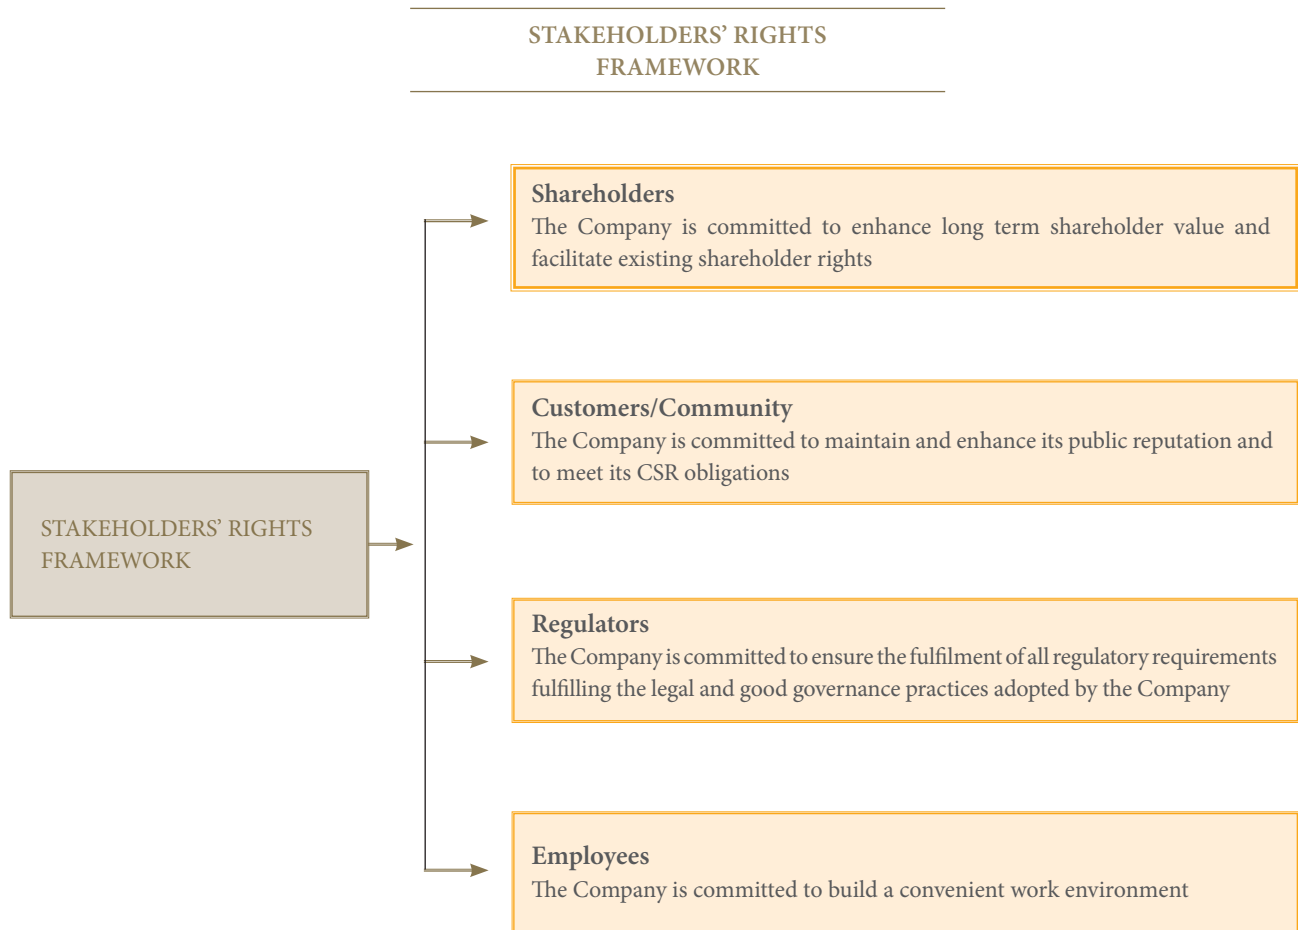 STAKEHOLDERS’ RIGHTS
FRAMEWORK
Shareholders
The Company is committed to enhance long term shareholder value and
facilitate existing shareholder rights
Customers/Community
The Company is committed to maintain and enhance its public reputation and
to meet its CSR obligations
STAKEHOLDERS’ RIGHTS
FRAMEWORK
Regulators
The Company is committed to ensure the fulfilment of all regulatory requirements
fulfilling the legal and good governance practices adopted by the Company
Employees
The Company is committed to build a convenient work environment